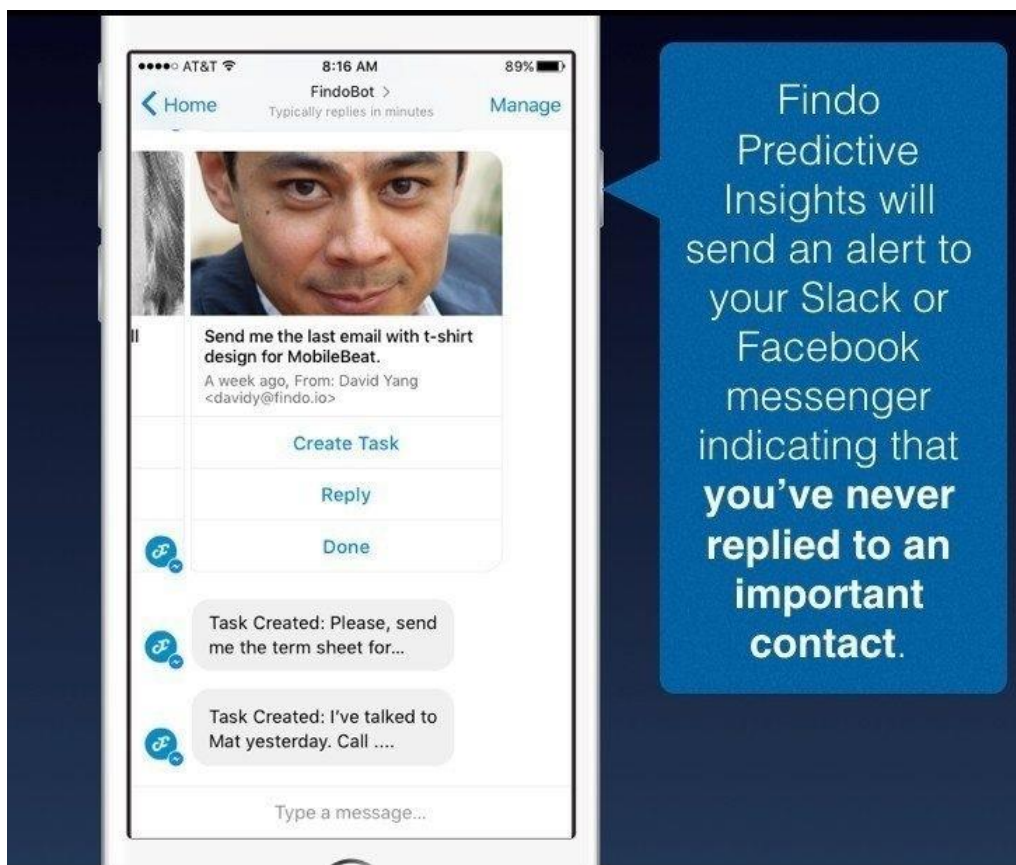 AT&T 8:16 AM 89%
Home FindoBot > Manage
Typically replies in minutes
ll
Send me the last email with t-shirt
design for MobileBeat.
A week ago, From: David Yang
<davidy@findo.io>
Create Task
Reply
Done
Task Created: Please, send
me the term sheet for...
Task Created: I've talked to
Mat yesterday. Call ....
Type a message...
Findo
Predictive
Insights will
send an alert to
your Slack or
Facebook
messenger
indicating that
you've never
replied to an
important
contact.